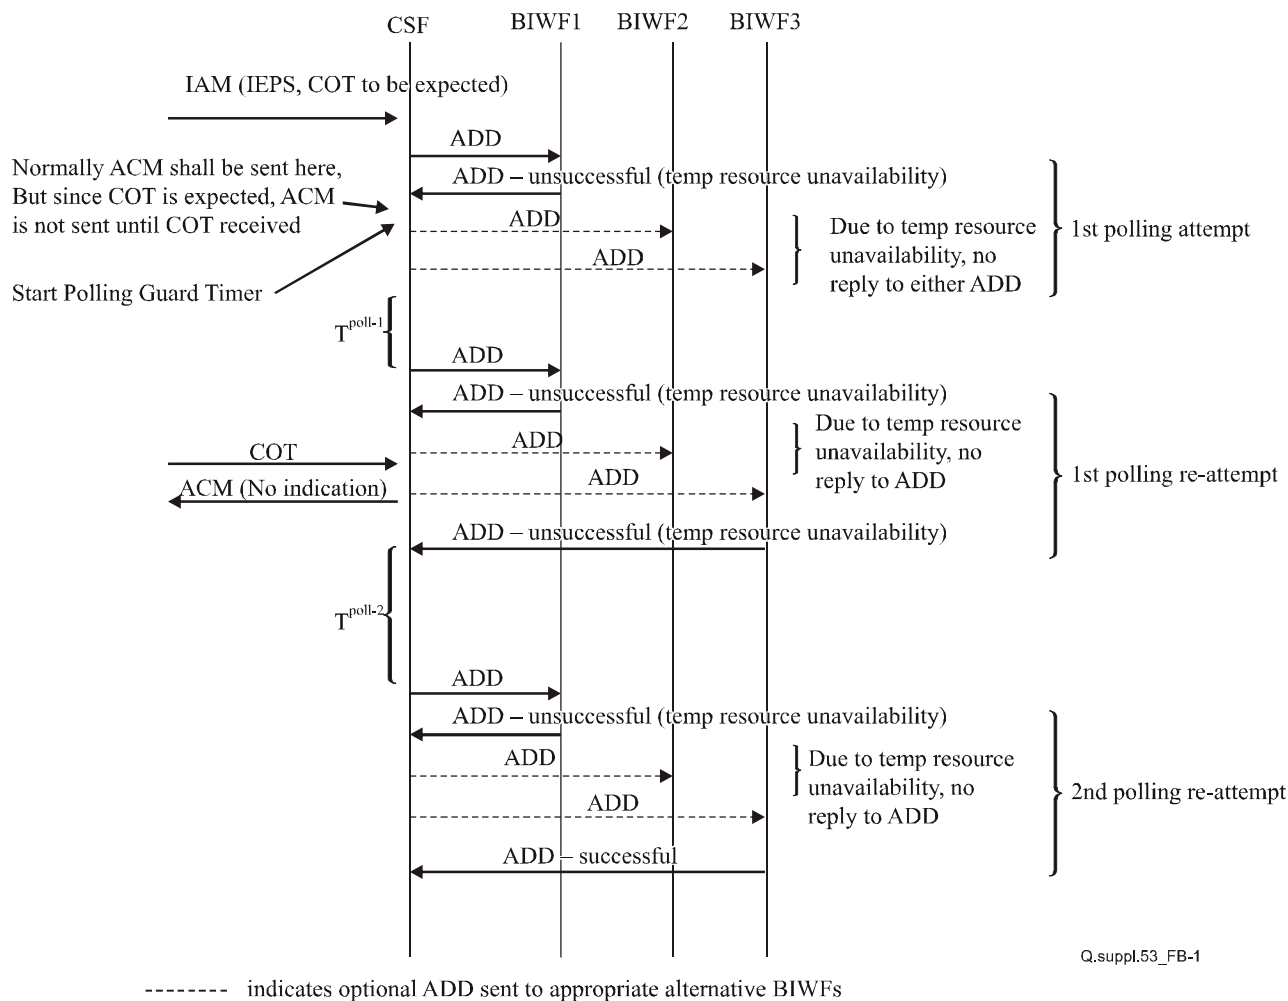 CSF
BIWF1
BIWF2
BIWF3
IAM (IEPS, COT to be expected)
ADD
Normally ACM shall be sent here,
But since COT is expected, ACM
is not sent until COT received
ADD – unsuccessful (temp resource unavailability)
ADD
ADD
Due to temp resource
unavailability, no
reply to either ADD
1st polling attempt
Start Polling Guard Timer
T^poll-1
ADD
ADD – unsuccessful (temp resource unavailability)
ADD
Due to temp resource
unavailability, no
reply to ADD
COT
ACM (No indication)
ADD
1st polling re-attempt
ADD – unsuccessful (temp resource unavailability)
T^poll-2
ADD
ADD – unsuccessful (temp resource unavailability)
ADD
Due to temp resource
unavailability, no
reply to ADD
ADD
2nd polling re-attempt
ADD – successful
Q.suppl.53_FB-1
indicates optional ADD sent to appropriate alternative BIWFs